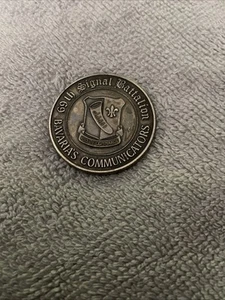 69th Signal Battalion
BAVARIA'S COMMUNICATORS